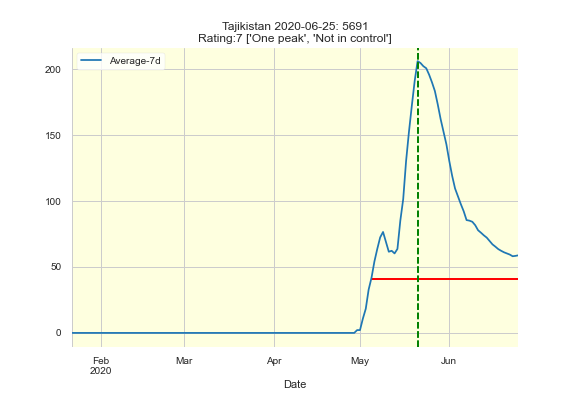 Tajikistan 2020-06-25: 5691
Rating:7 ['One peak', 'Not in control']
Average-7d
200
150
100
50
0
Feb
2020
Mar
Apr
May
Jun
Date